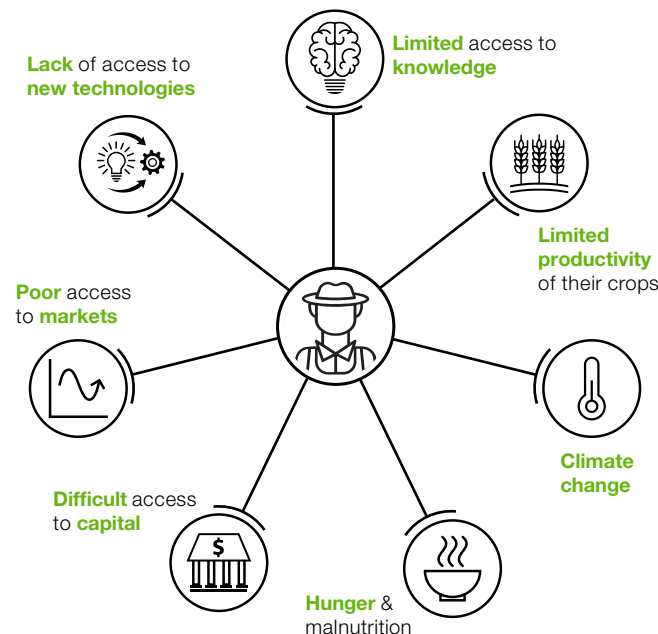 Limited access to
knowledge
Lack of access to
new technologies
Limited
productivity
of their crops
Poor access
to markets
Climate
change
Difficult access
to capital
$
Hunger &
malnutrition